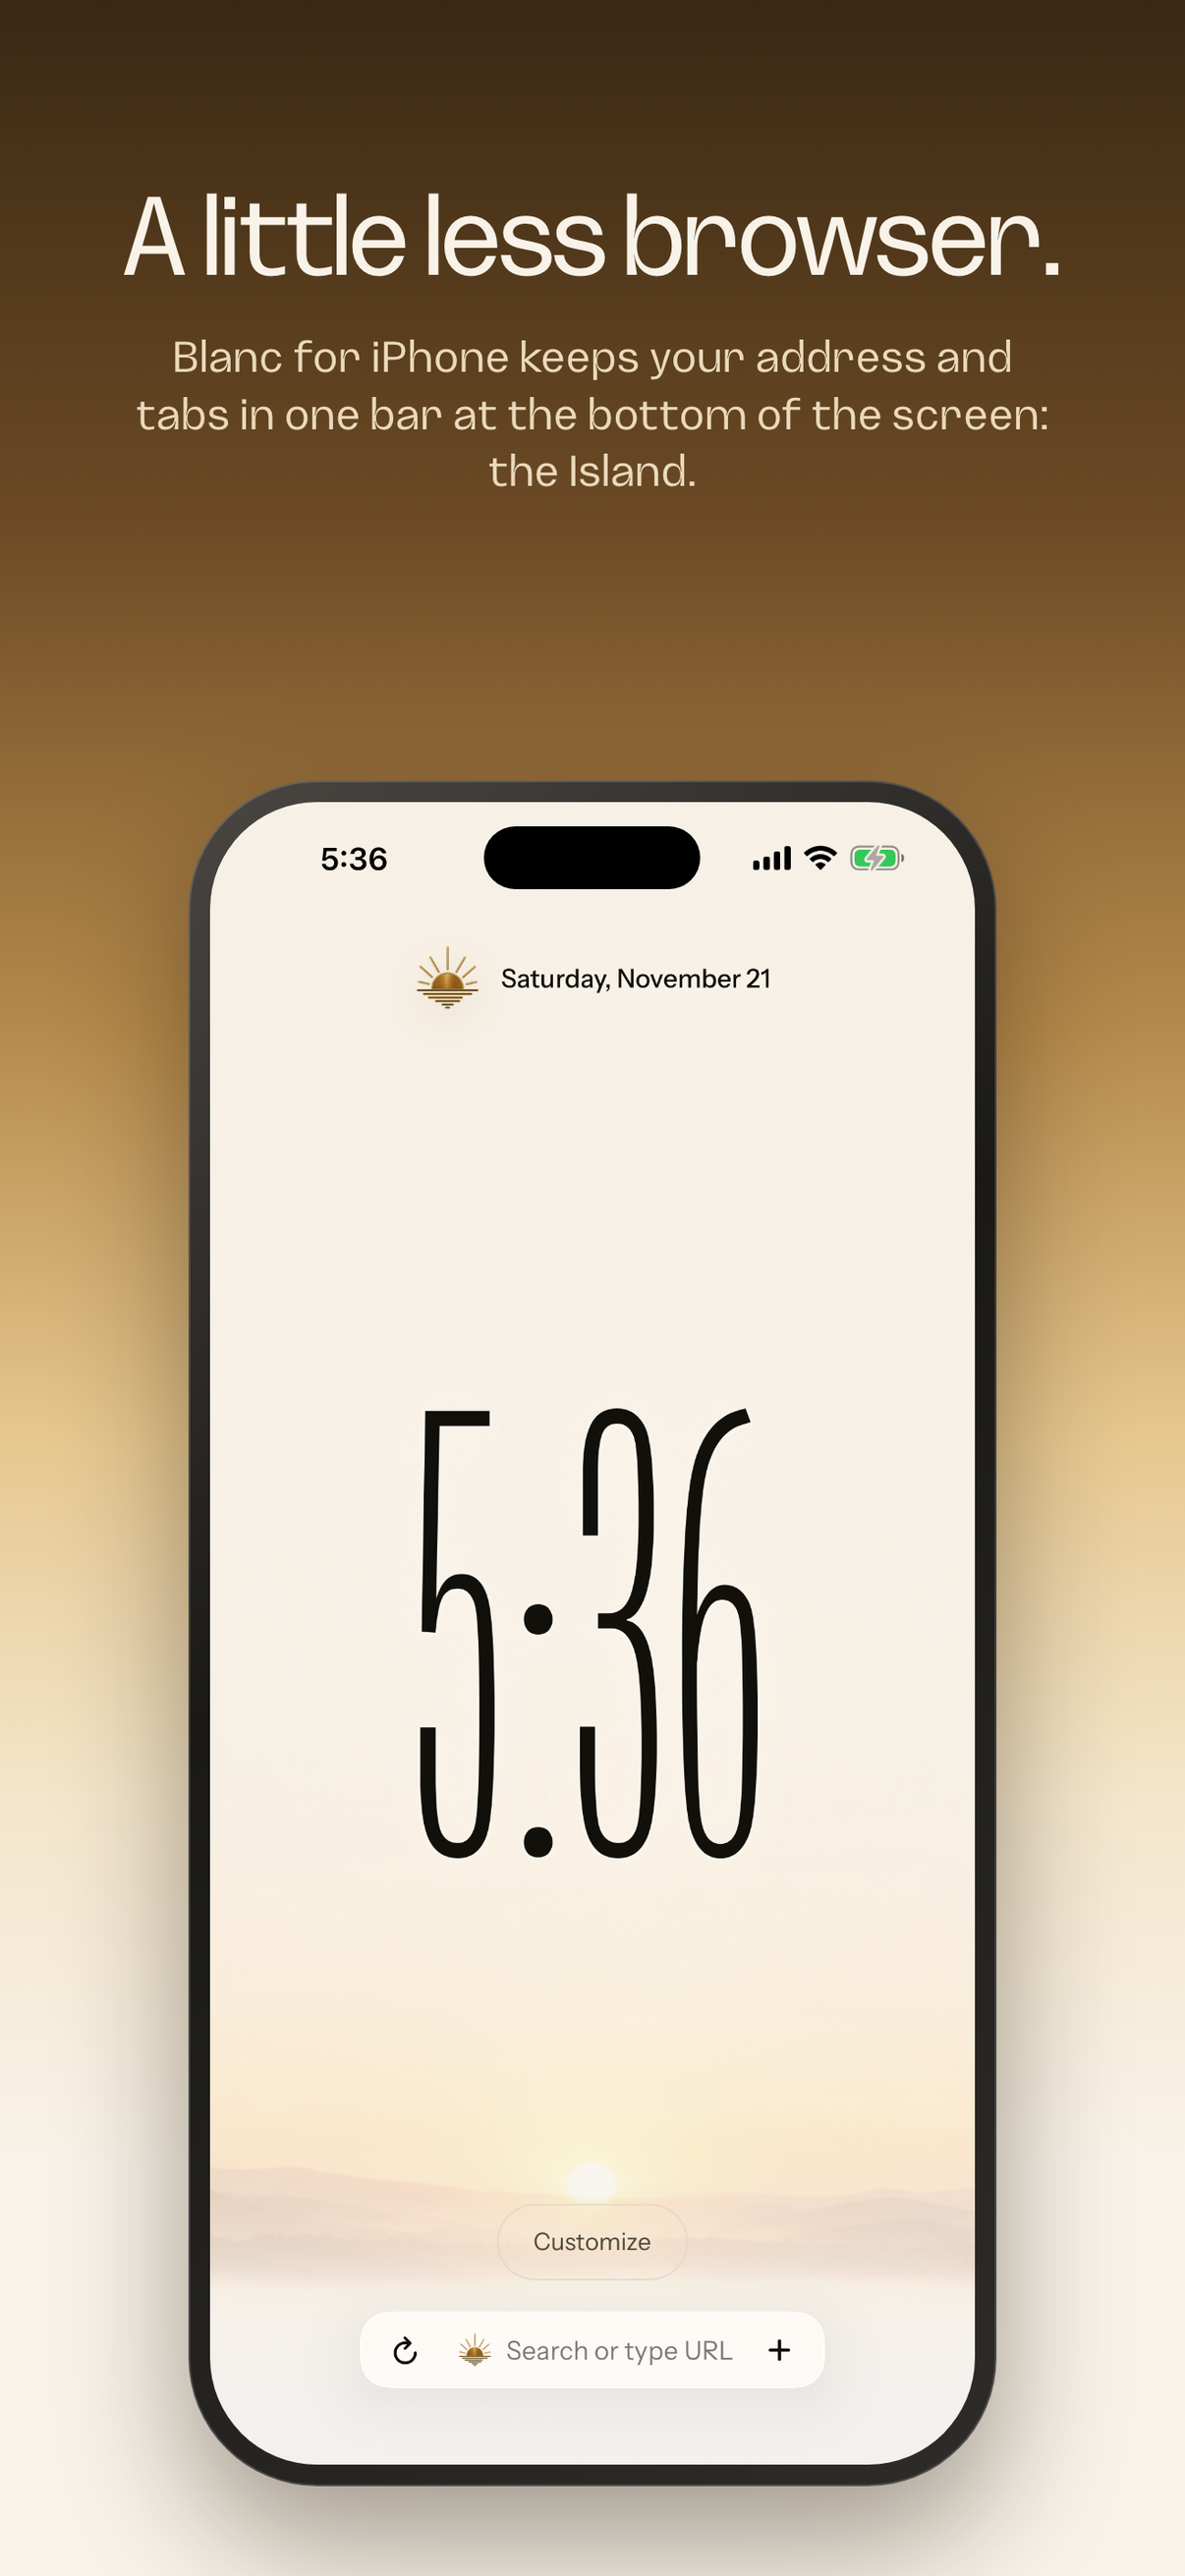 A little less browser.
Blanc for iPhone keeps your address and
tabs in one bar at the bottom of the screen:
the Island.
5:36
Saturday, November 21
5:36
Customize
Search or type URL